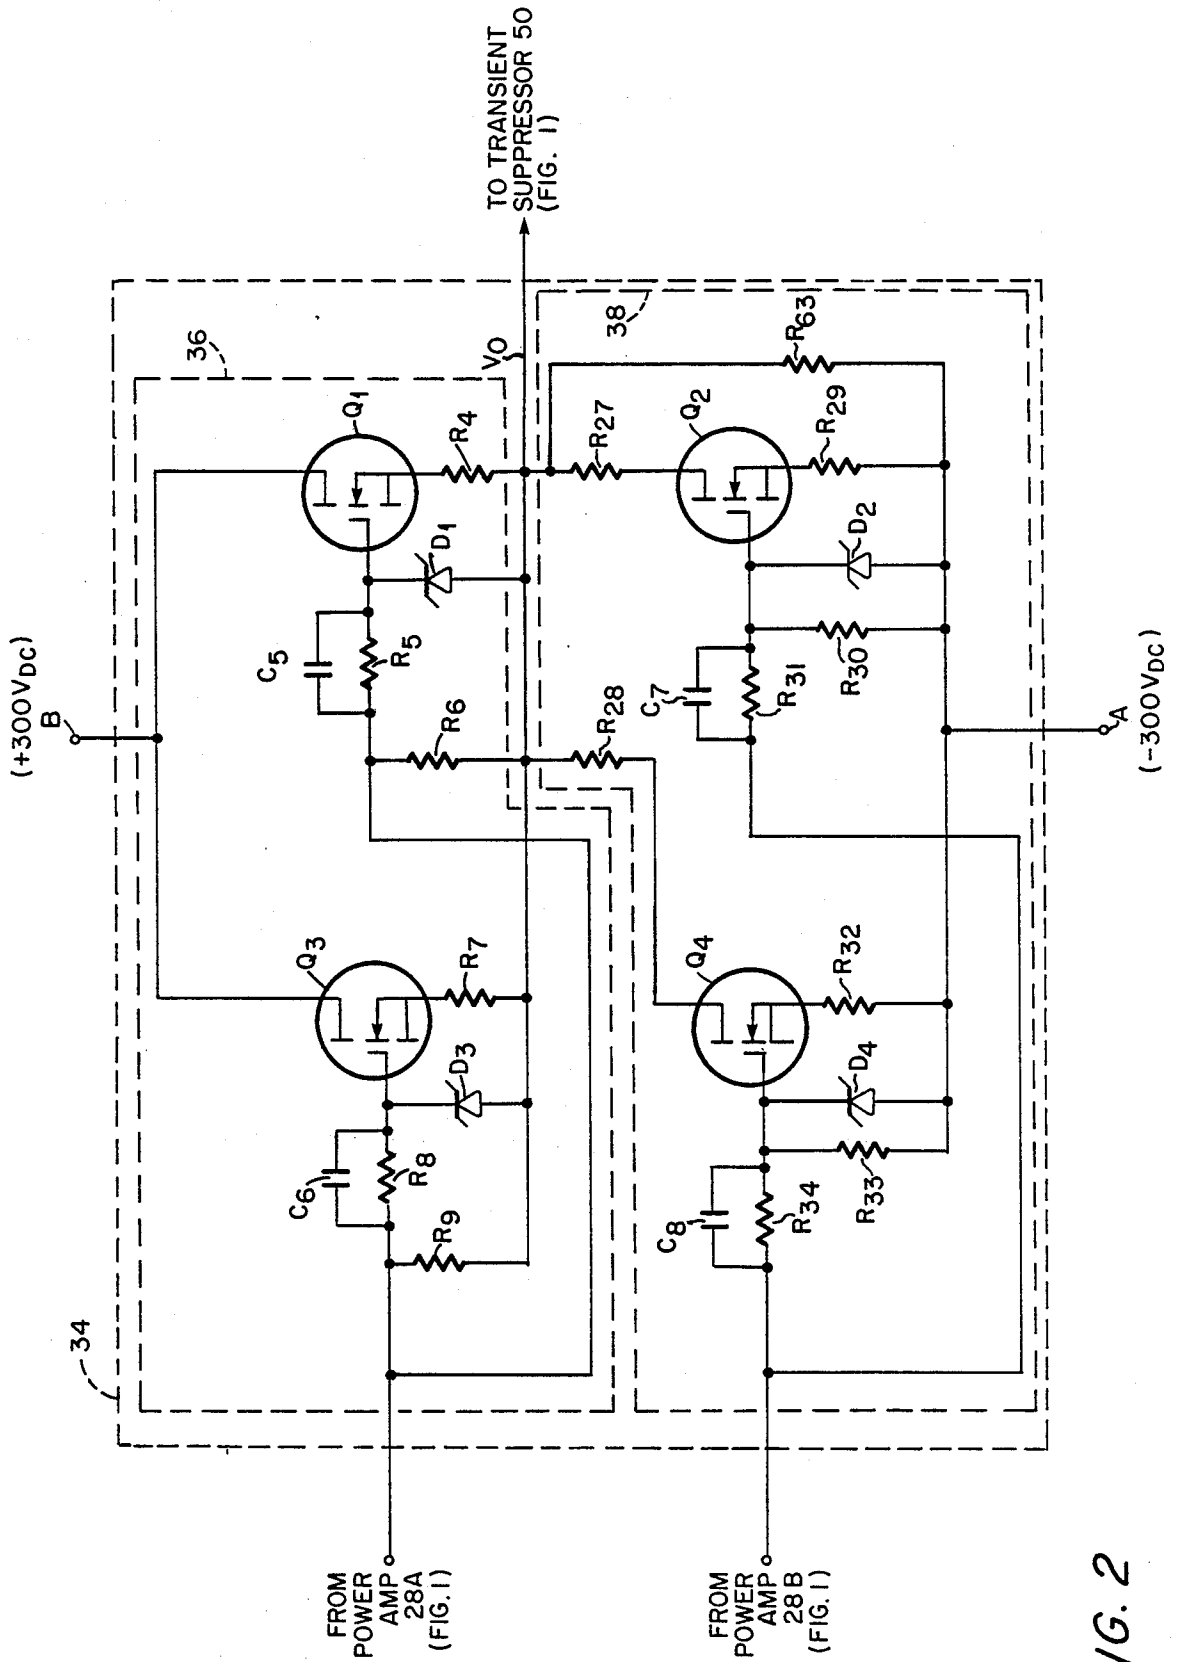 (+300VDC)
B
34
36
Q3
Q1
C6
R8
R9
D3
R7
C5
R5
R6
D1
R4
VO
TO TRANSIENT
SUPPRESSOR 50
(FIG. 1)
FROM
POWER
AMP
28A
(FIG.1)
38
R28
R27
Q4
Q2
C8
R34
R33
D4
R32
C7
R31
R30
D2
R29
R63
FROM
POWER
AMP
28B
(FIG.1)
A
(-300VDC)
IG. 2